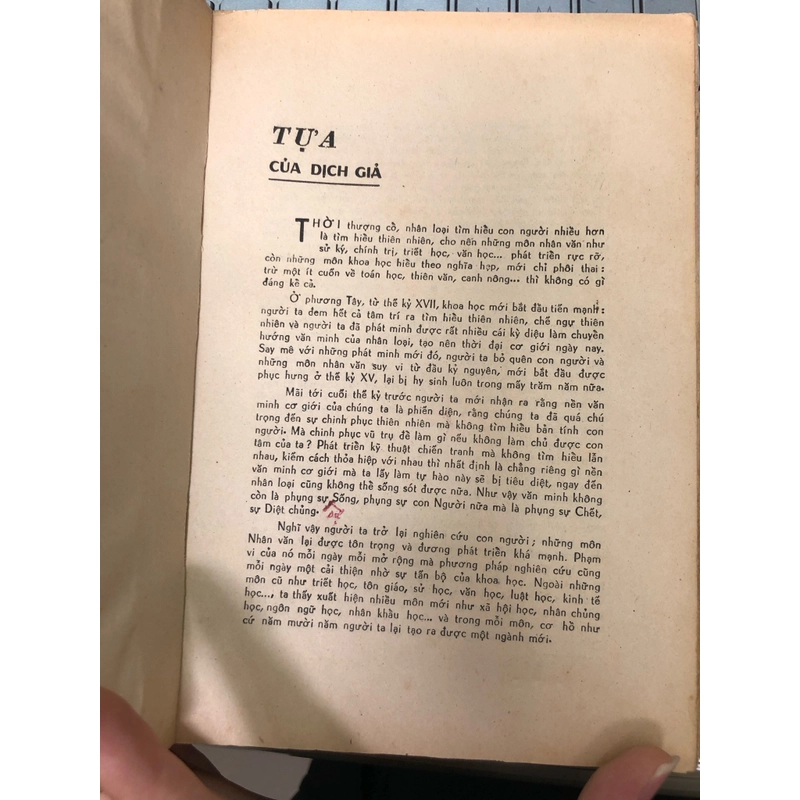 TỰA
CỦA DỊCH GIẢ
THỜI thượng cổ, nhân loại tìm hiểu con người nhiều hơn
là tìm hiểu thiên nhiên, cho nên những môn nhân văn như
sử ký, chính trị, triết học, văn học... phát triển rực rỡ,
còn những môn khoa học hiểu theo nghĩa hẹp, mới chỉ phôi thai :
trừ một ít cuốn về toán học, thiên văn, canh nông... thì không có gì
đáng kể cả.
Ở phương Tây, từ thế kỷ XVII, khoa học mới bắt đầu tiến mạnh :
người ta đem hết cả tâm trí ra tìm hiểu thiên nhiên, chế ngự thiên
nhiên và người ta đã phát minh được rất nhiều cái kỳ diệu làm chuyển
hướng văn minh của nhân loại, tạo nên thời đại cơ giới ngày nay.
Say mê với những phát minh mới đó, người ta bỏ quên con người và
những môn nhân văn suy vi từ đầu kỷ nguyên, mới bắt đầu được
phục hưng ở thế kỷ XV, lại bị hy sinh luôn trong mấy trăm năm nữa.
Mãi tới cuối thế kỷ trước người ta mới nhận ra rằng nền văn
minh cơ giới của chúng ta là phiến diện, rằng chúng ta đã quá chú
trọng đến sự chinh phục thiên nhiên mà không tìm hiểu bản tính con
người. Mà chinh phục vũ trụ để làm gì nếu không làm chủ được con
tâm của ta ? Phát triển kỹ thuật chiến tranh mà không tìm hiểu lẫn
nhau, kiếm cách thỏa hiệp với nhau thì nhất định là chẳng riêng gì nền
văn minh cơ giới mà ta lấy làm tự hào này sẽ bị tiêu diệt, ngay đến
nhân loại cũng không thể sống sót được nữa. Như vậy văn minh không
còn là phụng sự Sống, phụng sự con Người nữa mà là phụng sự Chết,
sự Diệt chủng.
Nghĩ vậy người ta trở lại nghiên cứu con người ; những môn
Nhân văn lại được tôn trọng và đương phát triển khá mạnh. Phạm
vi của nó mỗi ngày mỗi mở rộng mà phương pháp nghiên cứu cũng
mỗi ngày một cải thiện nhờ sự tấn bộ của khoa học. Ngoài những
môn cũ như triết học, tôn giáo, sử học, văn học, luật học, kinh tế
học..., ta thấy xuất hiện nhiều môn mới như xã hội học, nhân chủng
học, ngôn ngữ học, nhân khẩu học... và trong mỗi môn, cơ hồ như
cứ năm mười năm người ta lại tạo ra được một ngành mới.